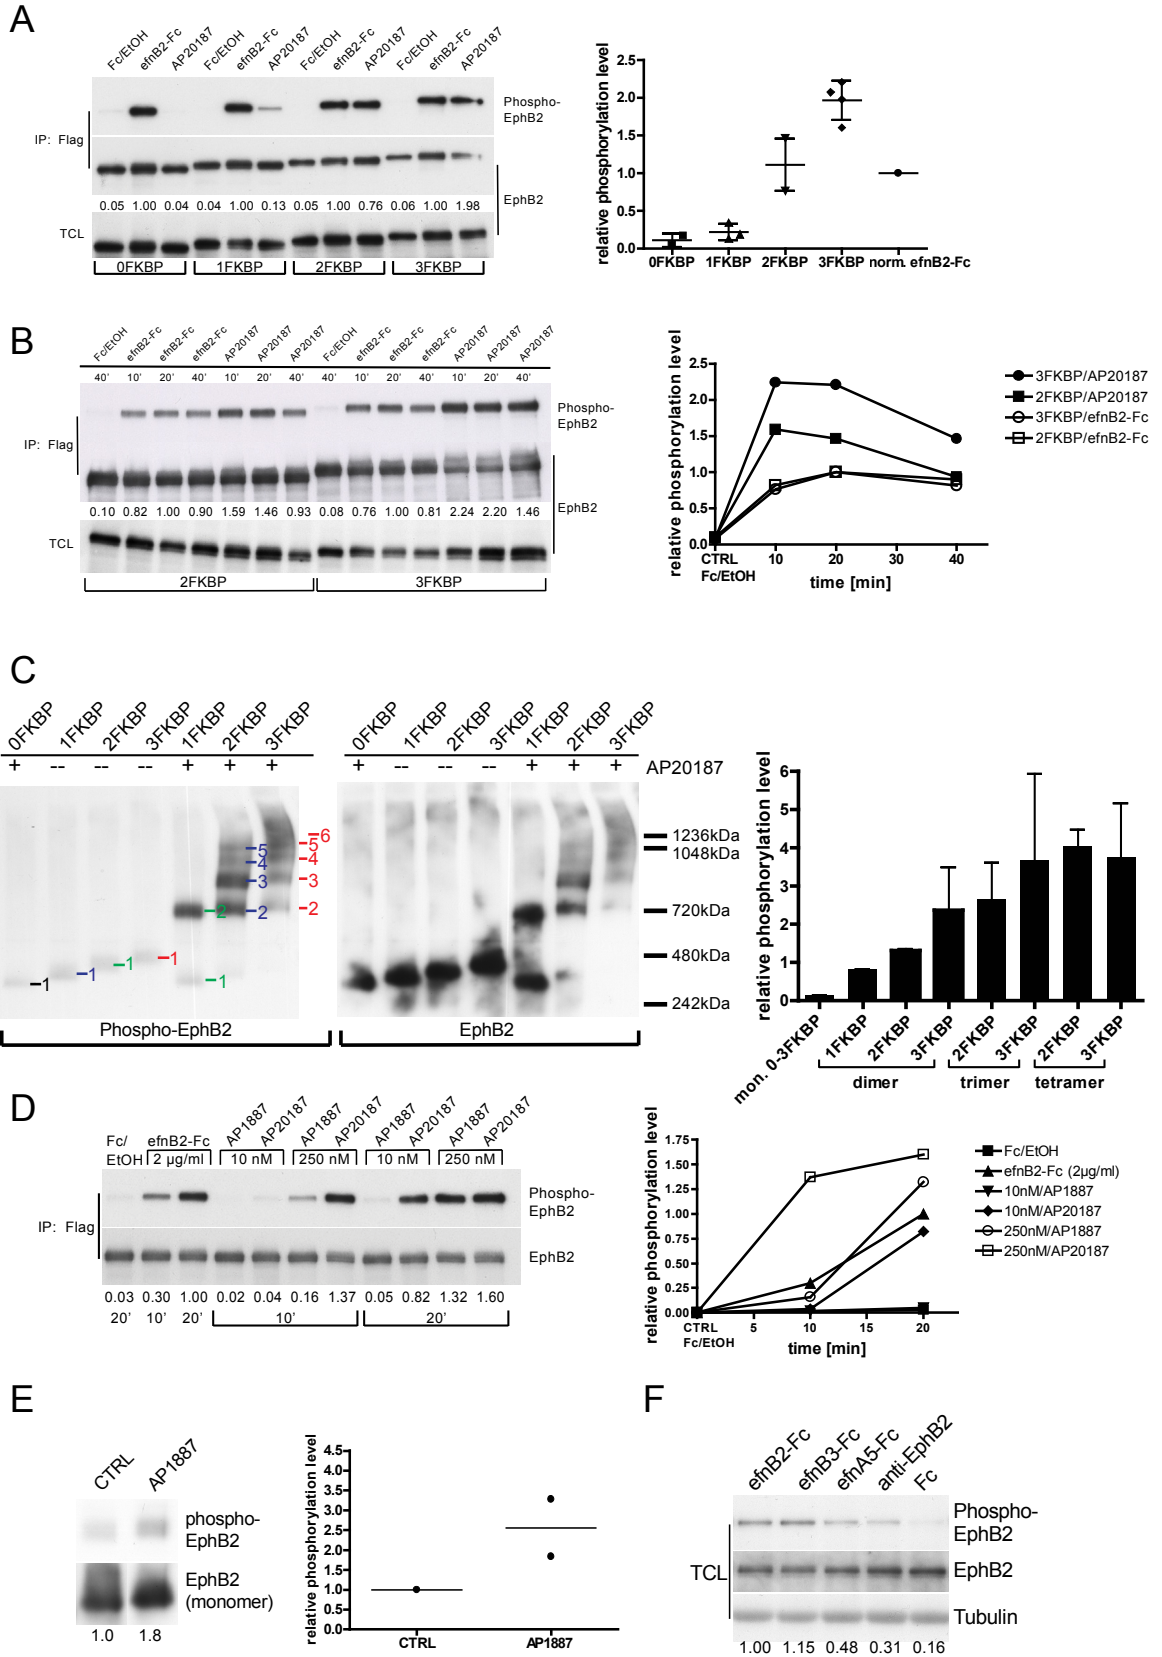 A
Fc/EtOH efnB2-Fc AP20187 Fc/EtOH efnB2-Fc AP20187 Fc/EtOH efnB2-Fc AP20187 Fc/EtOH efnB2-Fc AP20187
Phospho-
EphB2
IP: Flag
0.05 1.00 0.04 0.04 1.00 0.13 0.05 1.00 0.76 0.06 1.00 1.98
EphB2
TCL
0FKBP 1FKBP 2FKBP 3FKBP
relative phosphorylation level
2.5
2.0
1.5
1.0
0.5
0.0
0FKBP 1FKBP 2FKBP 3FKBP norm. efnB2-Fc
B
Fc/EtOH efnB2-Fc efnB2-Fc efnB2-Fc AP20187 AP20187 AP20187 Fc/EtOH efnB2-Fc efnB2-Fc efnB2-Fc AP20187 AP20187 AP20187
40' 10' 20' 40' 10' 20' 40' 40' 10' 20' 40' 10' 20' 40'
Phospho-
EphB2
IP: Flag
0.10 0.82 1.00 0.90 1.59 1.46 0.93 0.08 0.76 1.00 0.81 2.24 2.20 1.46
EphB2
TCL
2FKBP 3FKBP
relative phosphorylation level
2.5
2.0
1.5
1.0
0.5
0.0
CTRL 10 20 30 40
Fc/EtOH
time [min]
3FKBP/AP20187
2FKBP/AP20187
3FKBP/efnB2-Fc
2FKBP/efnB2-Fc
C
0FKBP 1FKBP 2FKBP 3FKBP 1FKBP 2FKBP 3FKBP
+ -- -- -- + + +
1
1
1
1
2
1
5
4
3
2
6
5
4
3
2
Phospho-EphB2
0FKBP 1FKBP 2FKBP 3FKBP 1FKBP 2FKBP 3FKBP
+ -- -- -- + + + AP20187
1236kDa
1048kDa
720kDa
480kDa
242kDa
EphB2
relative phosphorylation level
6
5
4
3
2
1
0
mon. 0-3FKBP 1FKBP 2FKBP 3FKBP 2FKBP 3FKBP 2FKBP 3FKBP
dimer trimer tetramer
D
AP1887 AP20187 AP1887 AP20187 AP1887 AP20187 AP1887 AP20187
Fc/ efnB2-Fc
EtOH 2 µg/ml 10 nM 250 nM 10 nM 250 nM
Phospho-
EphB2
IP: Flag
EphB2
0.03 0.30 1.00 0.02 0.04 0.16 1.37 0.05 0.82 1.32 1.60
20' 10' 20' 10' 20'
relative phosphorylation level
1.75
1.50
1.25
1.00
0.75
0.50
0.25
0.00
CTRL 5 10 15 20
Fc/EtOH
time [min]
Fc/EtOH
efnB2-Fc (2µg/ml)
10nM/AP1887
10nM/AP20187
250nM/AP1887
250nM/AP20187
E
CTRL AP1887
phospho-
EphB2
EphB2
(monomer)
1.0 1.8
relative phosphorylation level
4.5
4.0
3.5
3.0
2.5
2.0
1.5
1.0
0.5
0.0
CTRL AP1887
F
efnB2-Fc efnB3-Fc efnA5-Fc anti-EphB2 Fc
Phospho-
EphB2
TCL
EphB2
Tubulin
1.00 1.15 0.48 0.31 0.16